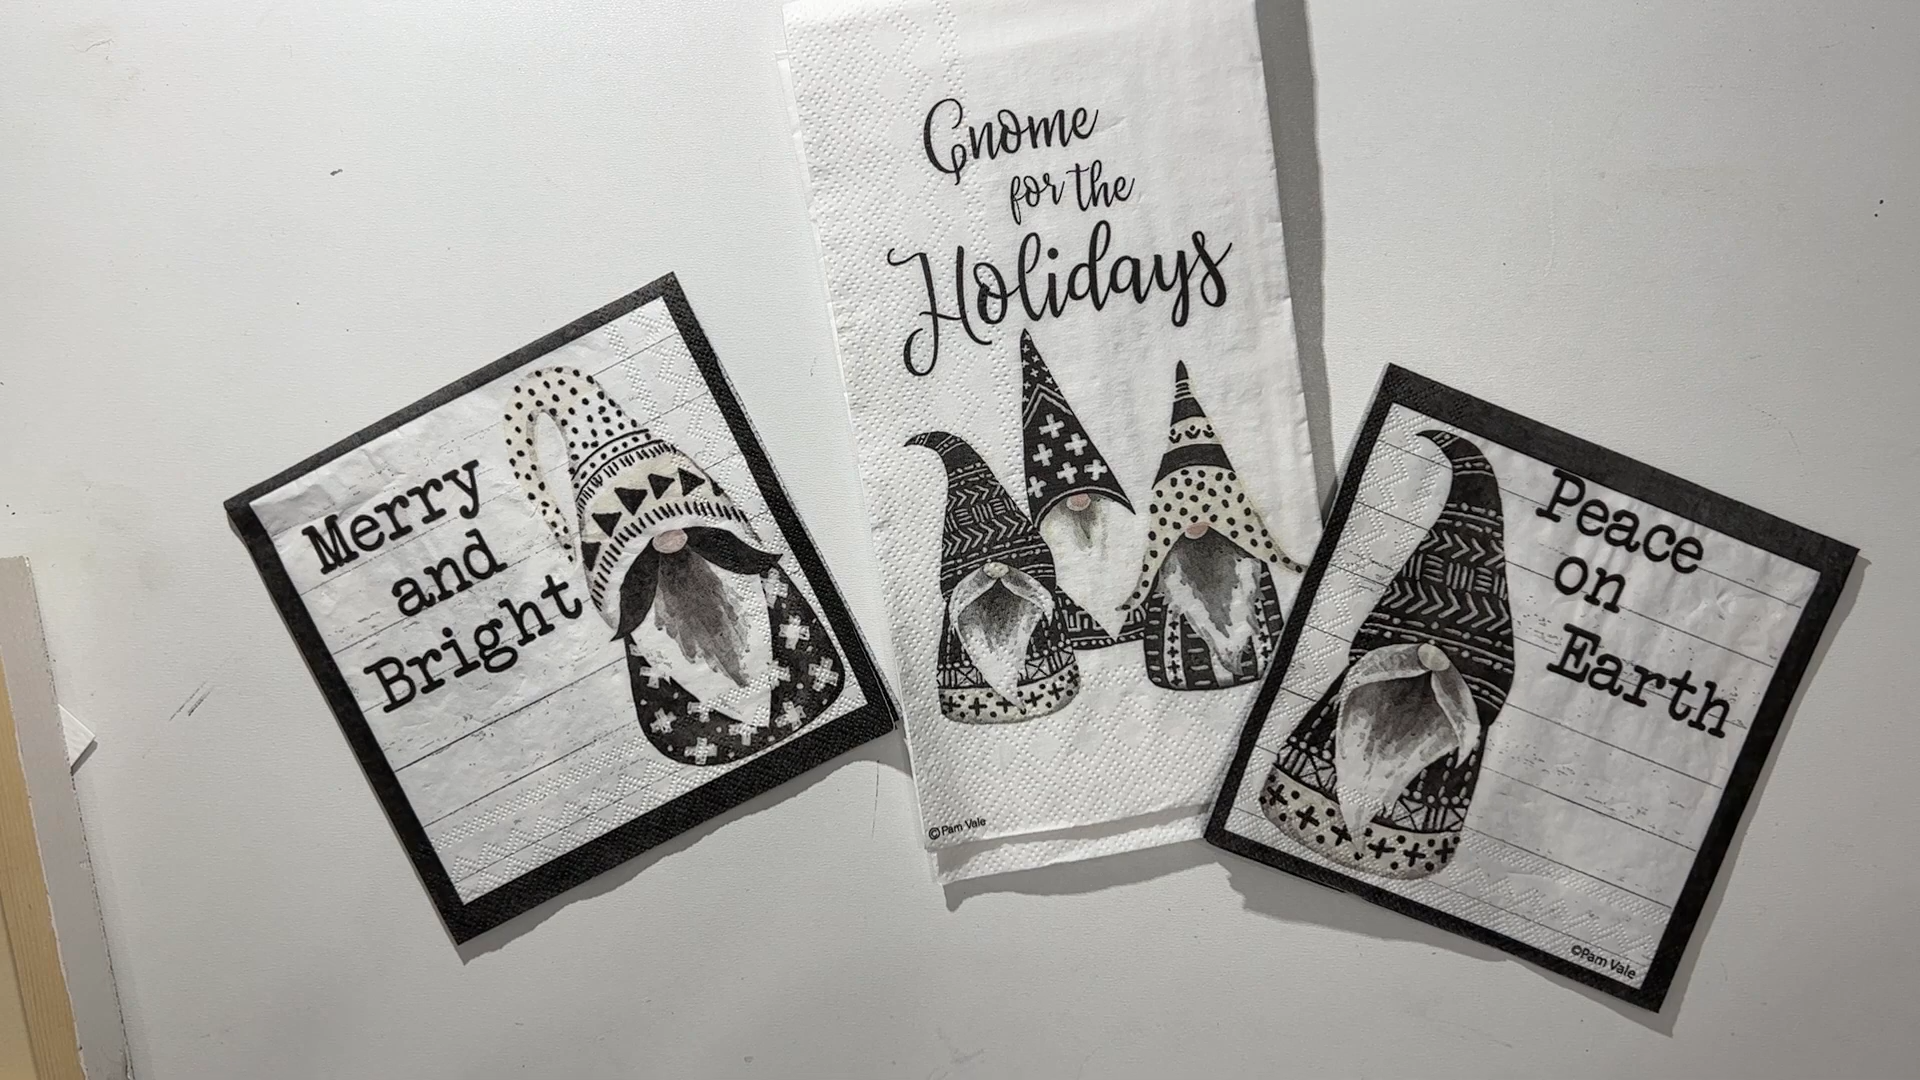 Merry
and
Bright
Gnome
for the
Holidays
©Pam Vale
Peace
on
Earth
©Pam Vale